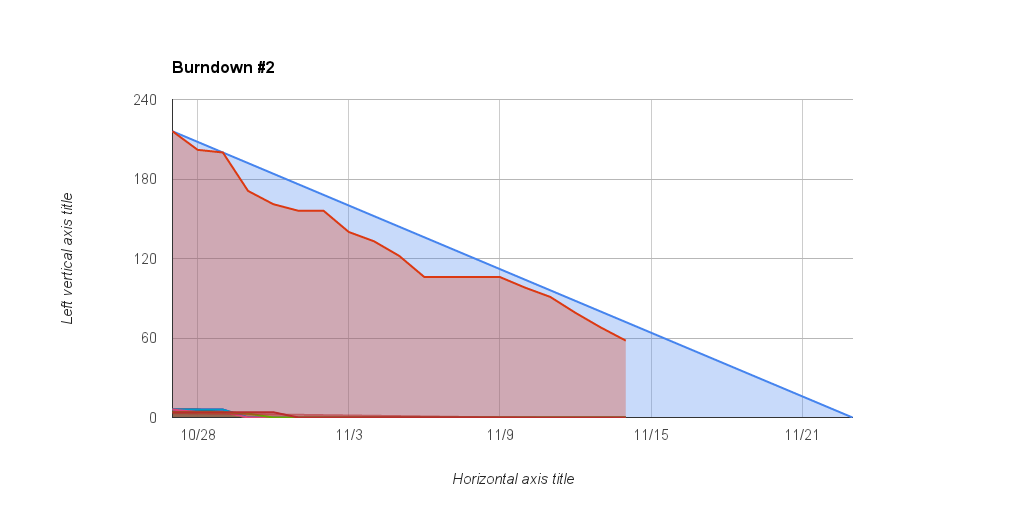 Burndown #2
240
180
120
60
0
Left vertical axis title
10/28 11/3 11/9 11/15 11/21
Horizontal axis title